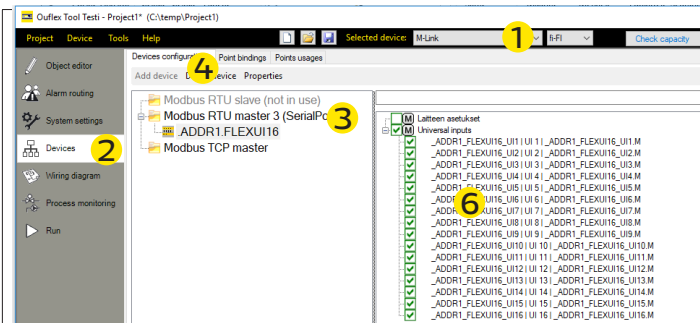 Ouflex Tool Testi - Project1* (C:\temp\Project1)
Project Device Tools Help Selected device: M-Link 1 fi-FI Check capacity
Object editor
Alarm routing
System settings
Devices 2
Wiring diagram
Process monitoring
Run
Devices Point bindings Points usages
4
Add device Properties
Modbus RTU slave (not in use)
Modbus RTU master 3 3
_ADDR1.FLEXUI16
Modbus TCP master
M Laitteen asetukset
M Universal inputs
_ADDR1_FLEXUI16_UI1 | UI 1 | _ADDR1_FLEXUI16_UI1.M
_ADDR1_FLEXUI16_UI2 | UI 2 | _ADDR1_FLEXUI16_UI2.M
_ADDR1_FLEXUI16_UI3 | UI 3 | _ADDR1_FLEXUI16_UI3.M
_ADDR1_FLEXUI16_UI4 | UI 4 | _ADDR1_FLEXUI16_UI4.M
_ADDR1_FLEXUI16_UI5 | UI 5 | _ADDR1_FLEXUI16_UI5.M
6
_ADDR1_FLEXUI16_UI6 | UI 6 | _ADDR1_FLEXUI16_UI6.M
_ADDR1_FLEXUI16_UI7 | UI 7 | _ADDR1_FLEXUI16_UI7.M
_ADDR1_FLEXUI16_UI8 | UI 8 | _ADDR1_FLEXUI16_UI8.M
_ADDR1_FLEXUI16_UI9 | UI 9 | _ADDR1_FLEXUI16_UI9.M
_ADDR1_FLEXUI16_UI10 | UI 10 | _ADDR1_FLEXUI16_UI10.M
_ADDR1_FLEXUI16_UI11 | UI 11 | _ADDR1_FLEXUI16_UI11.M
_ADDR1_FLEXUI16_UI12 | UI 12 | _ADDR1_FLEXUI16_UI12.M
_ADDR1_FLEXUI16_UI13 | UI 13 | _ADDR1_FLEXUI16_UI13.M
_ADDR1_FLEXUI16_UI14 | UI 14 | _ADDR1_FLEXUI16_UI14.M
_ADDR1_FLEXUI16_UI15 | UI 15 | _ADDR1_FLEXUI16_UI15.M
_ADDR1_FLEXUI16_UI16 | UI 16 | _ADDR1_FLEXUI16_UI16.M